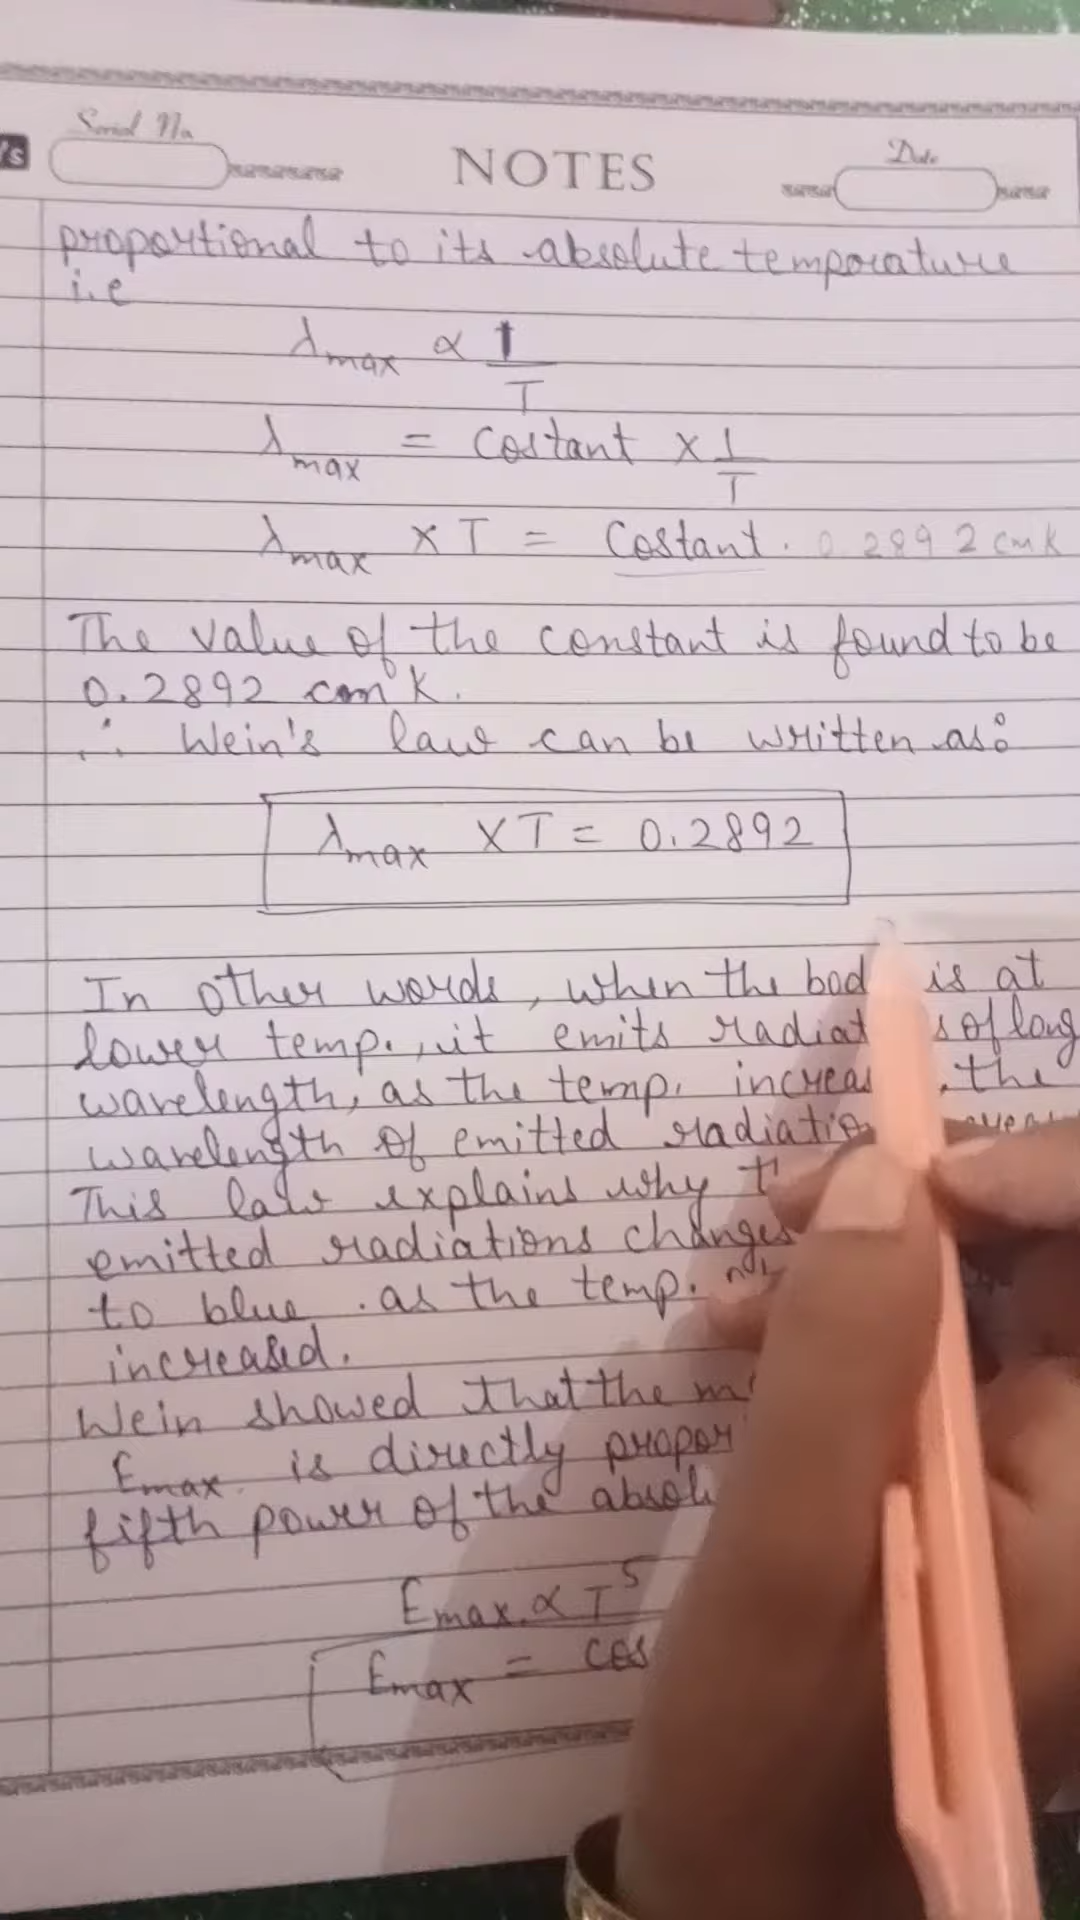 's
Serial No.
NOTES
Date
proportional to its absolute temperature
i.e
λmax ∝ 1/T
λmax = Costant × 1/T
λmax × T = Costant. 0.2892 cmk
The value of the constant is found to be
0.2892 cm K.
∴ Wein's law can be written as:
λmax × T = 0.2892
In other words, when the bod is at
lower temp., it emits radiat s of long
wavelength, as the temp. increas , the
wavelength of emitted radiatio
This law explains why t
emitted radiations changes
to blue . as the temp.
increased.
Wein showed that the m
Emax. is directly propor
fifth power of the absol
Emax. ∝ T⁵
Emax = cos